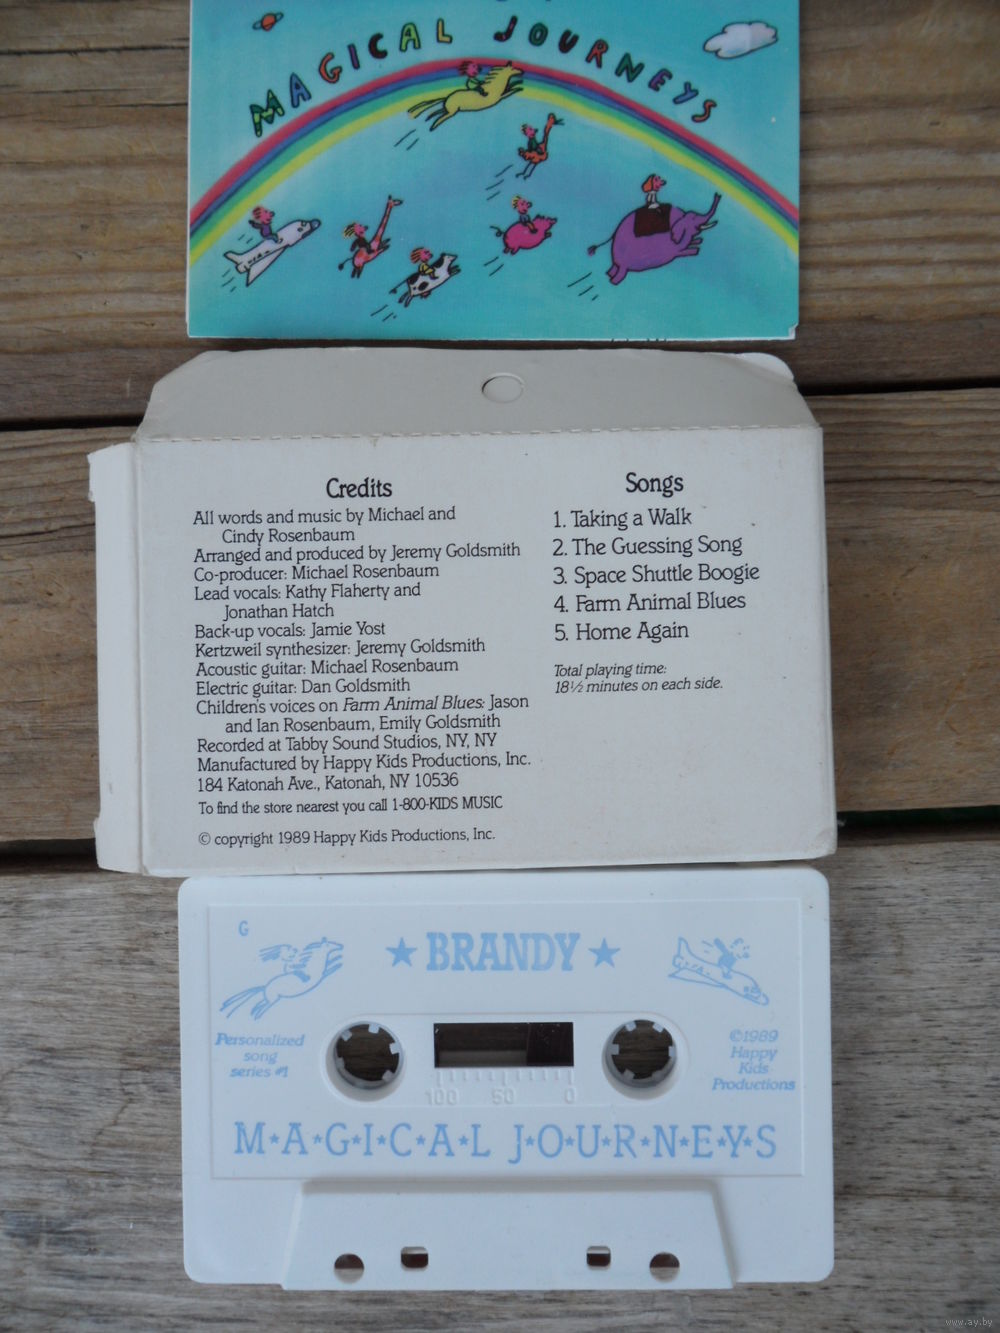 MAGICAL JOURNEYS
Credits
All words and music by Michael and
Cindy Rosenbaum
Arranged and produced by Jeremy Goldsmith
Co-producer: Michael Rosenbaum
Lead vocals: Kathy Flaherty and
Jonathan Hatch
Back-up vocals: Jamie Yost
Kertzweil synthesizer: Jeremy Goldsmith
Acoustic guitar: Michael Rosenbaum
Electric guitar: Dan Goldsmith
Children's voices on Farm Animal Blues: Jason
and Ian Rosenbaum, Emily Goldsmith
Recorded at Tabby Sound Studios, NY, NY
Manufactured by Happy Kids Productions, Inc.
184 Katonah Ave., Katonah, NY 10536
To find the store nearest you call 1-800-KIDS MUSIC
© copyright 1989 Happy Kids Productions, Inc.
Songs
1. Taking a Walk
2. The Guessing Song
3. Space Shuttle Boogie
4. Farm Animal Blues
5. Home Again
Total playing time:
18½ minutes on each side.
G
★ BRANDY ★
Personalized
song
series #1
©1989
Happy
Kids
Productions
100 50 0
M★A★G★I★C★A★L J★O★U★R★N★E★Y★S
www.ay.by